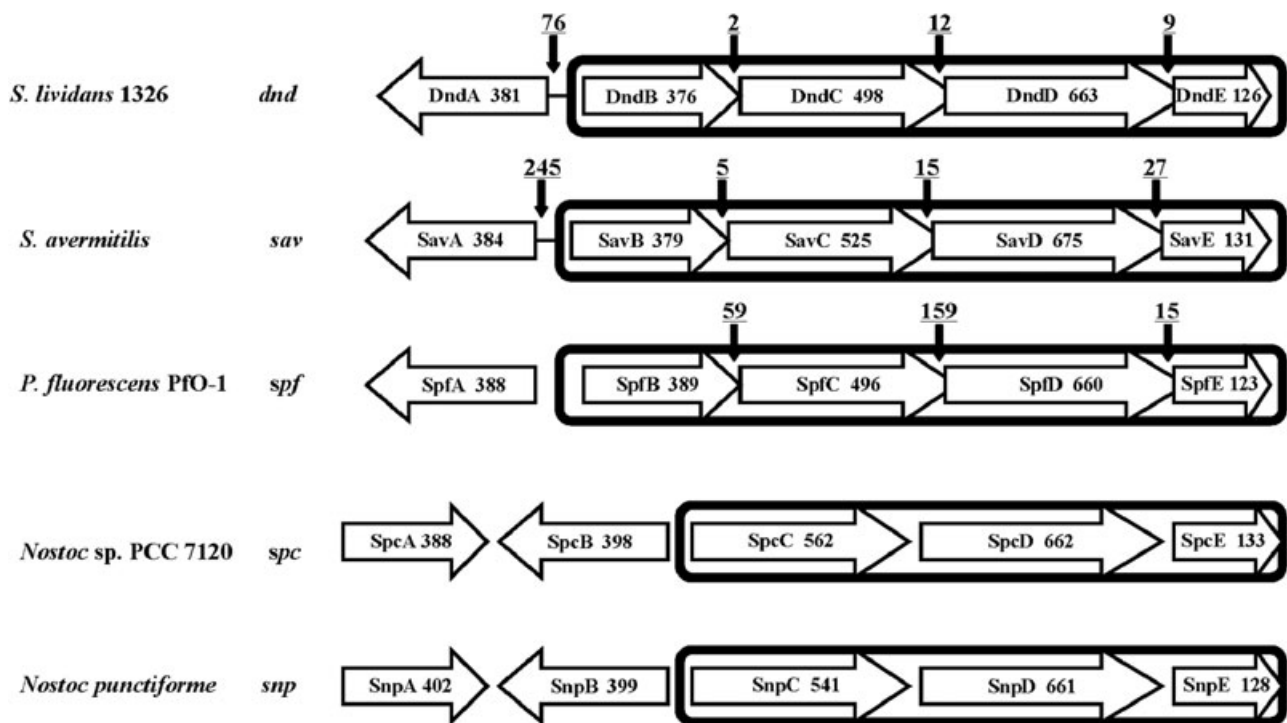 76 2 12 9
S. lividans 1326 dnd DndA 381 DndB 376 DndC 498 DndD 663 DndE 126
245 5 15 27
S. avermitilis sav SavA 384 SavB 379 SavC 525 SavD 675 SavE 131
59 159 15
P. fluorescens PfO-1 spf SpfA 388 SpfB 389 SpfC 496 SpfD 660 SpfE 123
Nostoc sp. PCC 7120 spc SpcA 388 SpcB 398 SpcC 562 SpcD 662 SpcE 133
Nostoc punctiforme snp SnpA 402 SnpB 399 SnpC 541 SnpD 661 SnpE 128